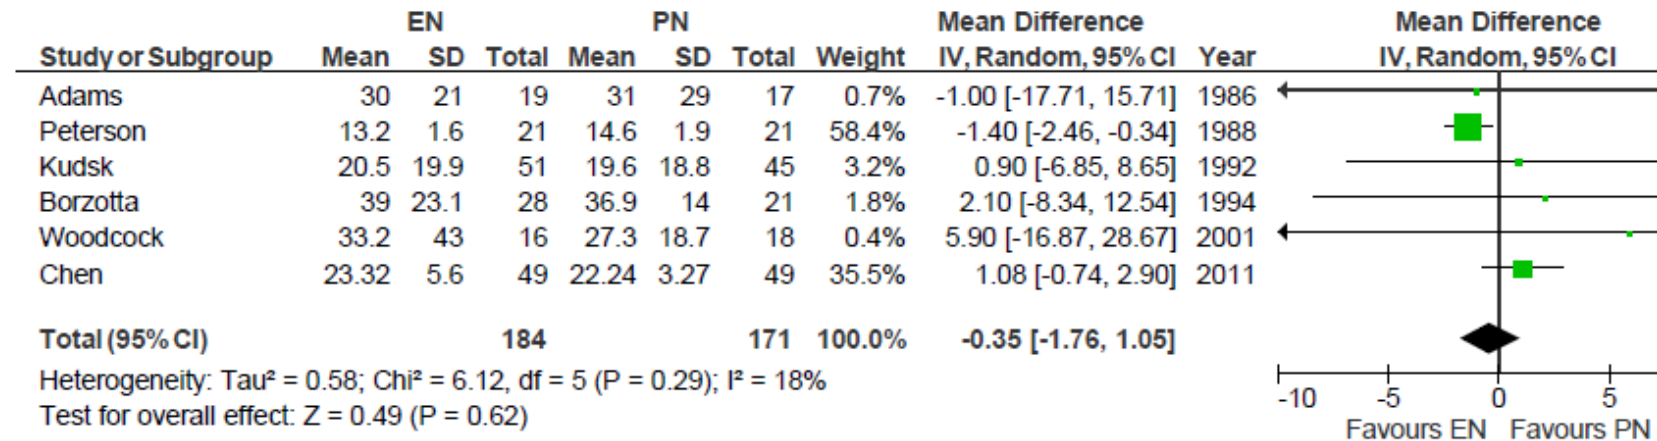 EN PN Mean Difference Mean Difference
Study or Subgroup Mean SD Total Mean SD Total Weight IV, Random, 95% CI Year IV, Random, 95% CI
Adams 30 21 19 31 29 17 0.7% -1.00 [-17.71, 15.71] 1986
Peterson 13.2 1.6 21 14.6 1.9 21 58.4% -1.40 [-2.46, -0.34] 1988
Kudsk 20.5 19.9 51 19.6 18.8 45 3.2% 0.90 [-6.85, 8.65] 1992
Borzotta 39 23.1 28 36.9 14 21 1.8% 2.10 [-8.34, 12.54] 1994
Woodcock 33.2 43 16 27.3 18.7 18 0.4% 5.90 [-16.87, 28.67] 2001
Chen 23.32 5.6 49 22.24 3.27 49 35.5% 1.08 [-0.74, 2.90] 2011
Total (95% CI) 184 171 100.0% -0.35 [-1.76, 1.05]
Heterogeneity: Tau² = 0.58; Chi² = 6.12, df = 5 (P = 0.29); I² = 18%
Test for overall effect: Z = 0.49 (P = 0.62)
-10 -5 0 5
Favours EN Favours PN